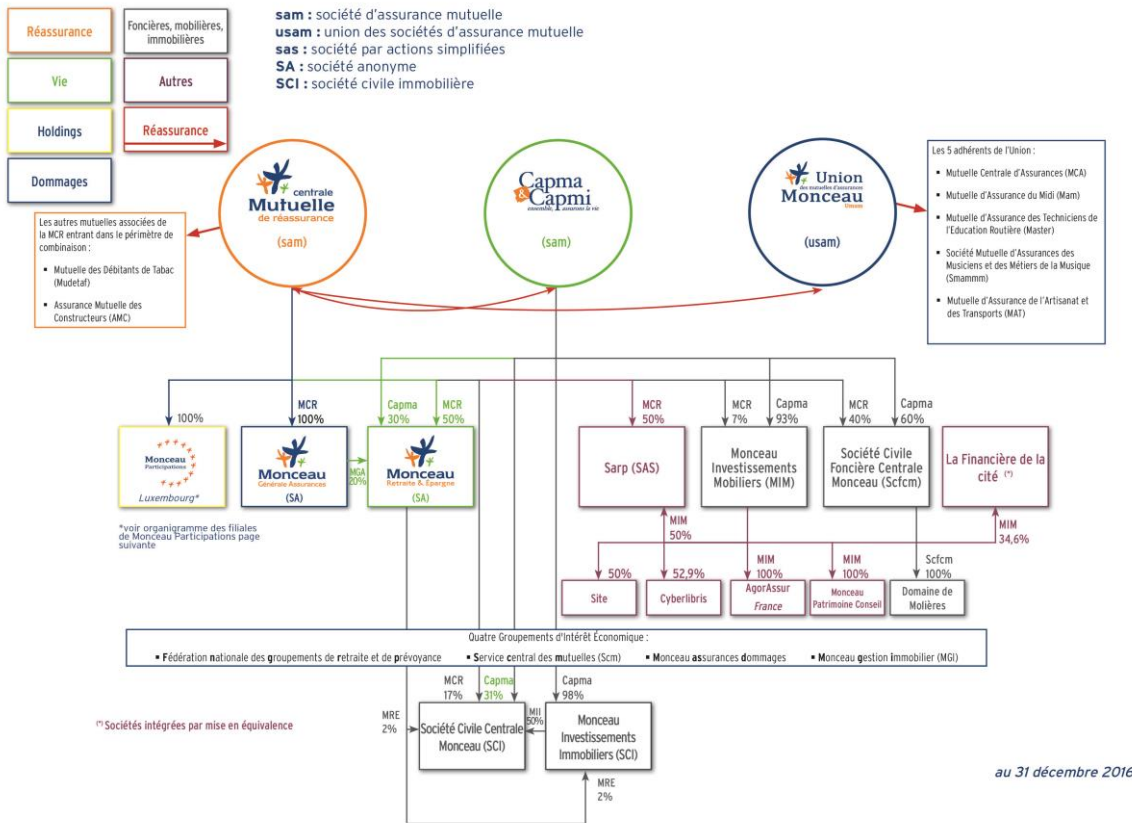 Réassurance
Foncières, mobilières,
immobilières
Vie
Autres
Holdings
Réassurance
Dommages
sam : société d'assurance mutuelle
usam : union des sociétés d'assurance mutuelle
sas : société par actions simplifiées
SA : société anonyme
SCI : société civile immobilière
Les autres mutuelles associées de
la MCR entrant dans le périmètre de
combinaison :
▪ Mutuelle des Débitants de Tabac
(Mudetaf)
▪ Assurance Mutuelle des
Constructeurs (AMC)
centrale
Mutuelle
de réassurance
(sam)
Capma
& Capmi
ensemble, assurons la vie
(sam)
Union
des mutuelles d'assurances
Monceau
Umam
(usam)
Les 5 adhérents de l'Union :
▪ Mutuelle Centrale d'Assurances (MCA)
▪ Mutuelle d'Assurance du Midi (Mam)
▪ Mutuelle d'Assurance des Techniciens de
l'Education Routière (Master)
▪ Société Mutuelle d'Assurances des
Musiciens et des Métiers de la Musique
(Smammm)
▪ Mutuelle d'Assurance de l'Artisanat et
des Transports (MAT)
100%
MCR
100%
Capma
30%
MCR
50%
MCR
50%
MCR
7%
Capma
93%
MCR
40%
Capma
60%
Monceau
Participations
Luxembourg*
Monceau
Générale Assurances
(SA)
MGA
20%
Monceau
Retraite & Épargne
(SA)
Sarp (SAS)
Monceau
Investissements
Mobiliers (MIM)
Société Civile
Foncière Centrale
Monceau (Scfcm)
La Financière de la
cité (*)
*voir organigramme des filiales
de Monceau Participations page
suivante
MIM
50%
MIM
34,6%
50%
52,9%
MIM
100%
MIM
100%
Scfcm
100%
Site
Cyberlibris
AgorAssur
France
Monceau
Patrimoine Conseil
Domaine de
Molières
Quatre Groupements d'Intérêt Économique :
▪ Fédération nationale des groupements de retraite et de prévoyance ▪ Service central des mutuelles (Scm) ▪ Monceau assurances dommages ▪ Monceau gestion immobilier (MGI)
MCR
17%
Capma
31%
Capma
98%
(*) Sociétés intégrées par mise en équivalence
MRE
2%
Société Civile Centrale
Monceau (SCI)
MII
50%
Monceau
Investissements
Immobiliers (SCI)
MRE
2%
au 31 décembre 2016